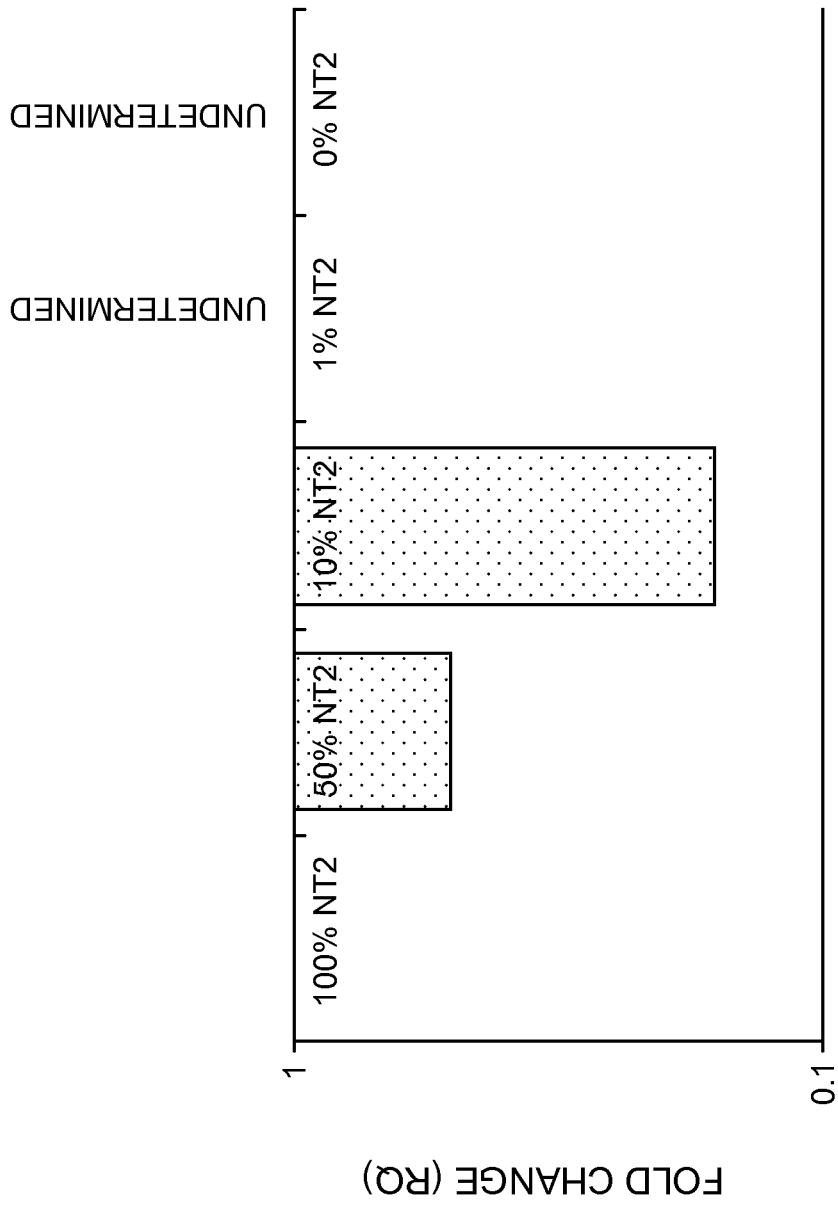 UNDETERMINED
UNDETERMINED
1
100% NT2
50% NT2
10% NT2
1% NT2
0% NT2
0.1
FOLD CHANGE (RQ)